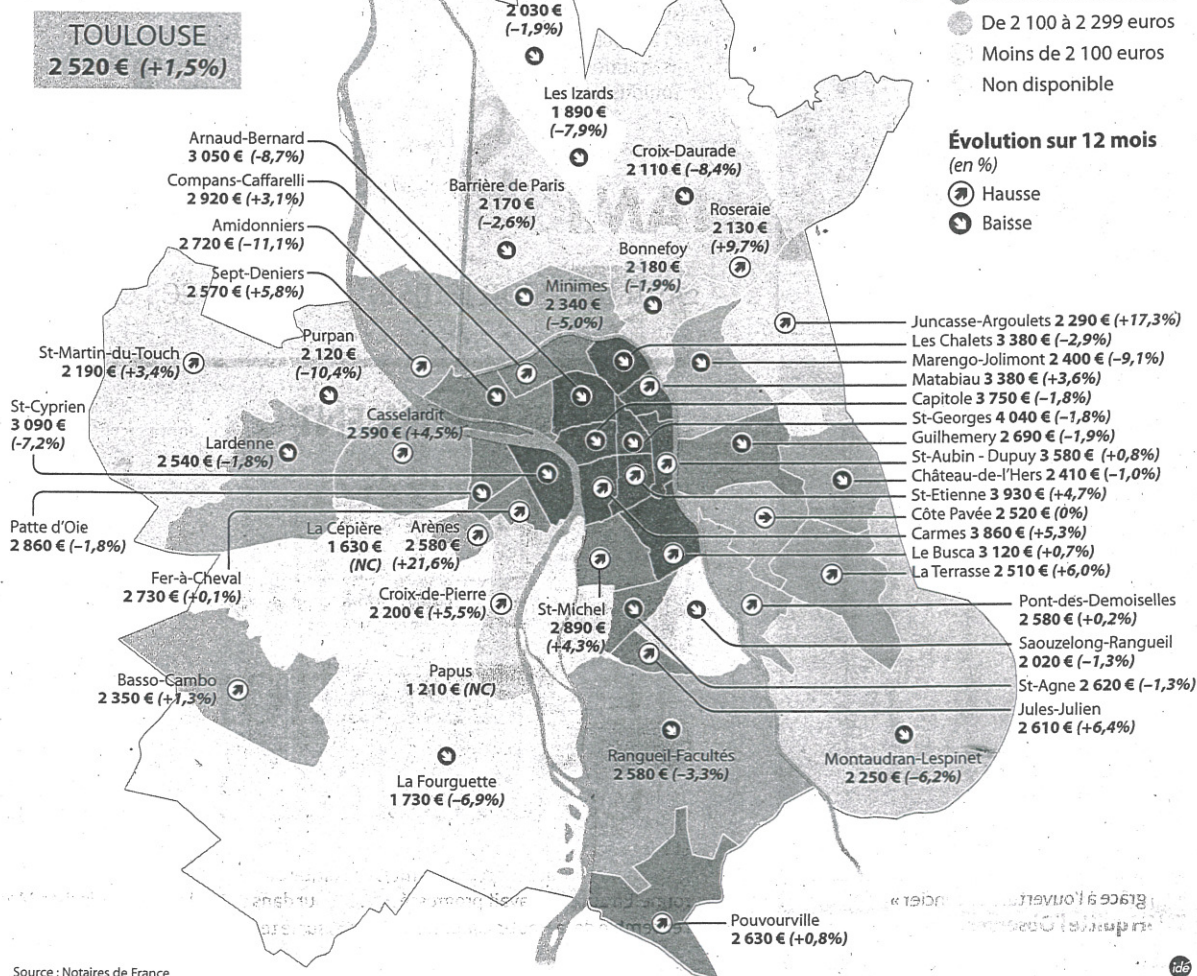 TOULOUSE
2 520 € (+1,5%)
2 030 €
(–1,9%)
De 2 100 à 2 299 euros
Moins de 2 100 euros
Non disponible
Évolution sur 12 mois
(en %)
Hausse
Baisse
Les Izards
1 890 €
(–7,9%)
Croix-Daurade
2 110 € (–8,4%)
Arnaud-Bernard
3 050 € (-8,7%)
Compans-Caffarelli
2 920 € (+3,1%)
Amidonniers
2 720 € (–11,1%)
Sept-Deniers
2 570 € (+5,8%)
Barrière de Paris
2 170 €
(–2,6%)
Roseraie
2 130 €
(+9,7%)
Bonnefoy
2 180 €
(–1,9%)
Minimes
2 340 €
(–5,0%)
Purpan
2 120 €
(–10,4%)
St-Martin-du-Touch
2 190 € (+3,4%)
St-Cyprien
3 090 €
(-7,2%)
Casselardit
2 590 € (+4,5%)
Lardenne
2 540 € (–1,8%)
Patte d'Oie
2 860 € (–1,8%)
La Cépière
1 630 €
(NC)
Arènes
2 580 €
(+21,6%)
Fer-à-Cheval
2 730 € (+0,1%)
Croix-de-Pierre
2 200 € (+5,5%)
St-Michel
2 890 €
(+4,3%)
Basso-Cambo
2 350 € (+1,3%)
Papus
1 210 € (NC)
La Fourguette
1 730 € (–6,9%)
Juncasse-Argoulets 2 290 € (+17,3%)
Les Chalets 3 380 € (–2,9%)
Marengo-Jolimont 2 400 € (–9,1%)
Matabiau 3 380 € (+3,6%)
Capitole 3 750 € (–1,8%)
St-Georges 4 040 € (–1,8%)
Guilhemery 2 690 € (–1,9%)
St-Aubin - Dupuy 3 580 € (+0,8%)
Château-de-l'Hers 2 410 € (–1,0%)
St-Etienne 3 930 € (+4,7%)
Côte Pavée 2 520 € (0%)
Carmes 3 860 € (+5,3%)
Le Busca 3 120 € (+0,7%)
La Terrasse 2 510 € (+6,0%)
Pont-des-Demoiselles
2 580 € (+0,2%)
Saouzelong-Rangueil
2 020 € (–1,3%)
St-Agne 2 620 € (–1,3%)
Jules-Julien
2 610 € (+6,4%)
Rangueil-Facultés
2 580 € (–3,3%)
Montaudran-Lespinet
2 250 € (–6,2%)
Pouvourville
2 630 € (+0,8%)
Source : Notaires de France
idé